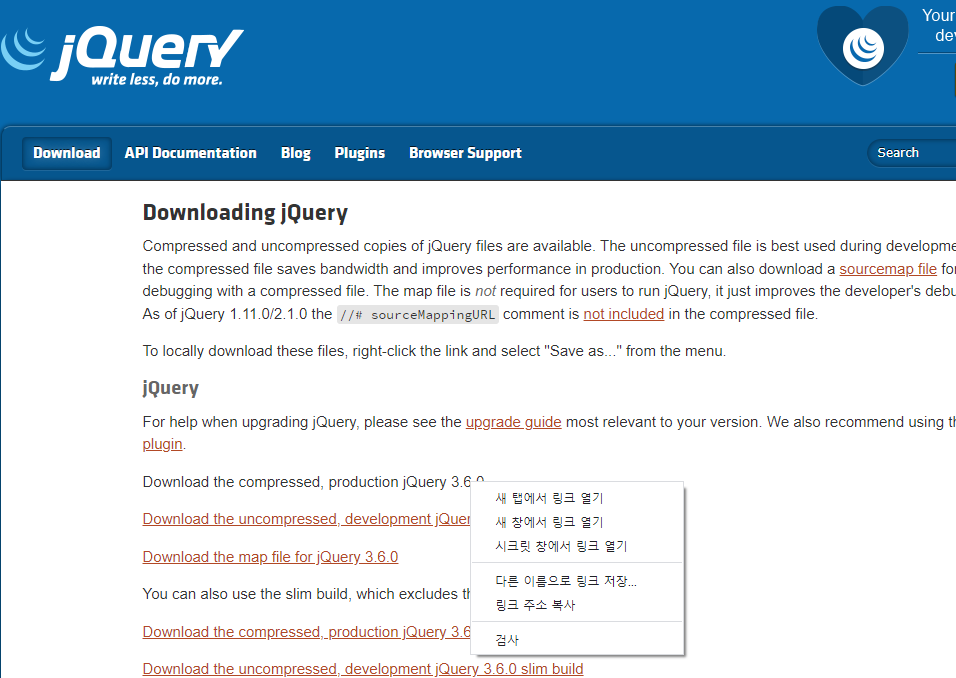 jQuery
write less, do more.
Your
Download API Documentation Blog Plugins Browser Support Search
Downloading jQuery
Compressed and uncompressed copies of jQuery files are available. The uncompressed file is best used during
the compressed file saves bandwidth and improves performance in production. You can also download a sourcemap file
debugging with a compressed file. The map file is not required for users to run jQuery, it just improves the developer's
As of jQuery 1.11.0/2.1.0 the //# sourceMappingURL comment is not included in the compressed file.
To locally download these files, right-click the link and select "Save as..." from the menu.
jQuery
For help when upgrading jQuery, please see the upgrade guide most relevant to your version. We also recommend using
plugin.
Download the compressed, production jQuery 3.6.0
새 탭에서 링크 열기
Download the uncompressed, development
새 창에서 링크 열기
시크릿 창에서 링크 열기
Download the map file for jQuery 3.6.0
다른 이름으로 링크 저장...
You can also use the slim build, which excludes
링크 주소 복사
Download the compressed, production jQuery
검사
Download the uncompressed, development jQuery 3.6.0 slim build